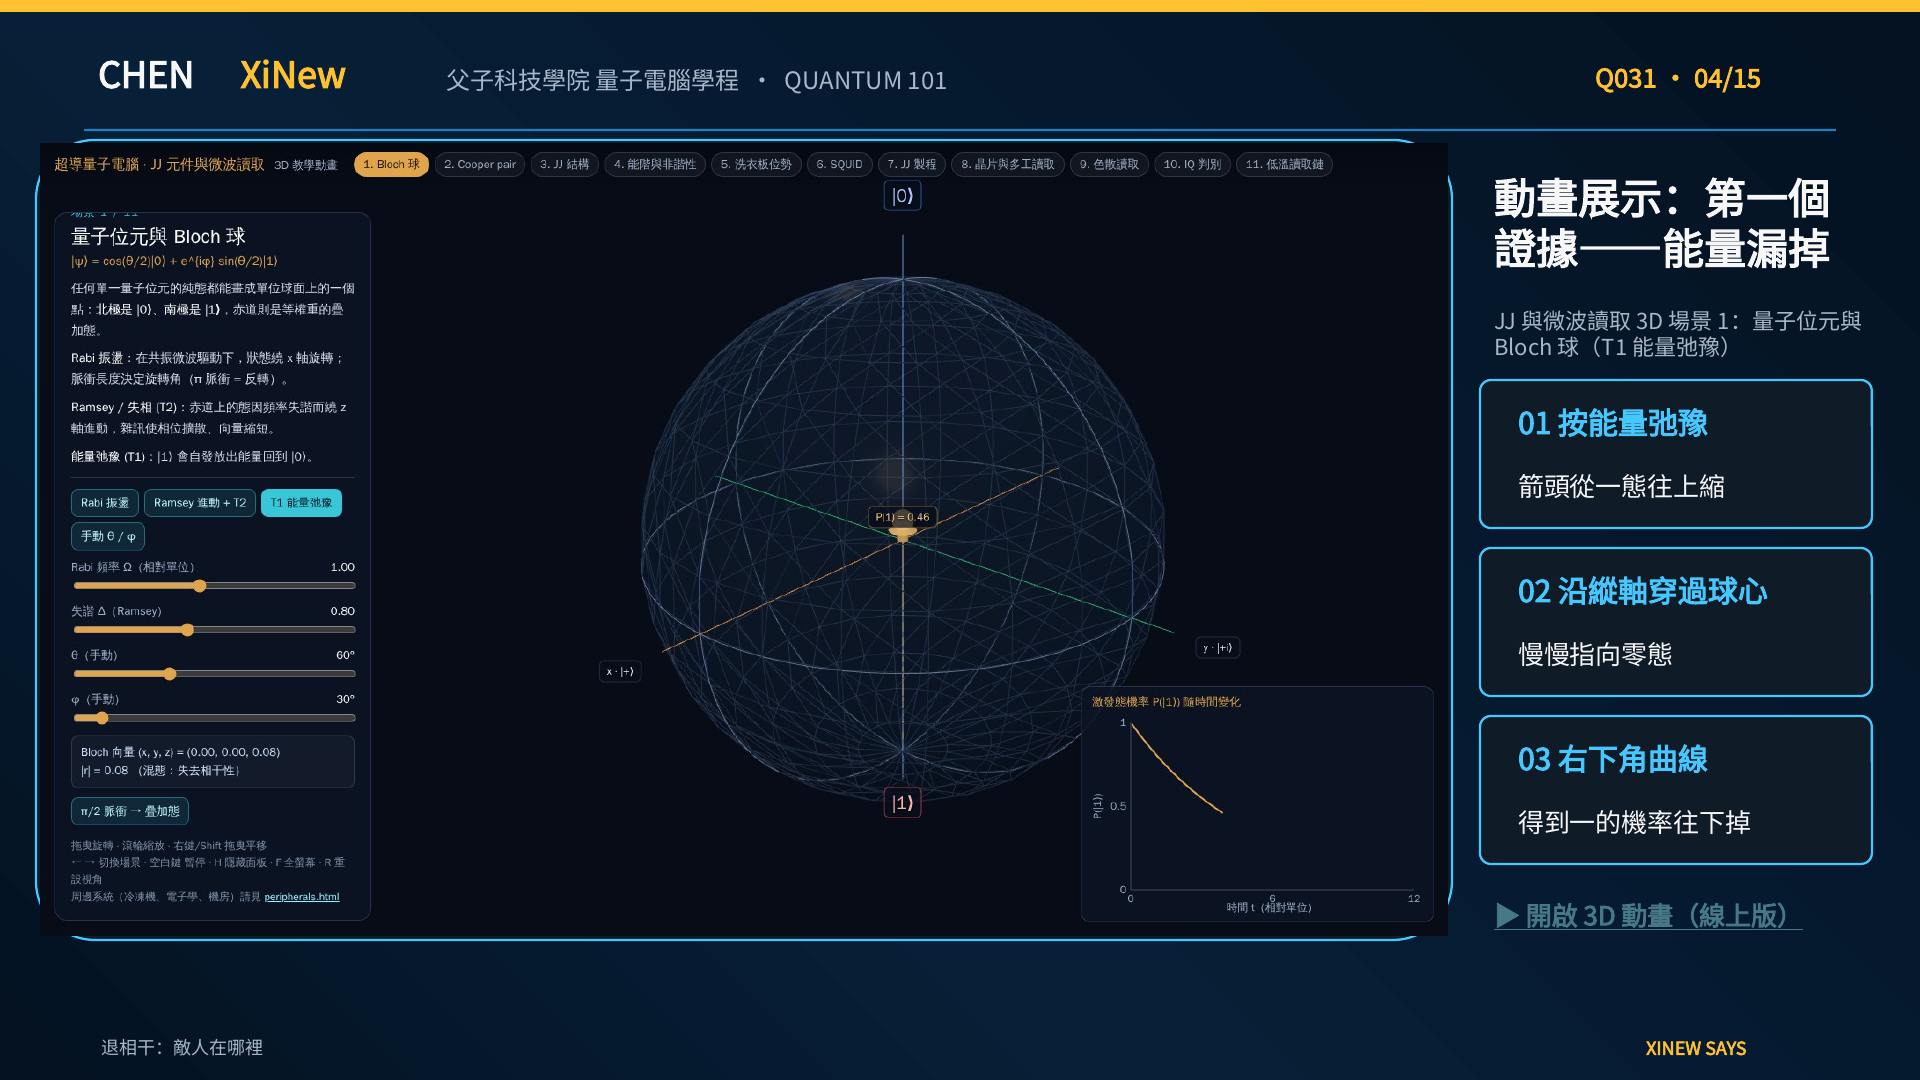 CHEN XiNew 父子科技學院 量子電腦學程 • QUANTUM 101 Q031 • 04/15
超導量子電腦 · JJ 元件與微波讀取 3D 教學動畫 1. Bloch 球 2. Cooper pair 3. JJ 結構 4. 能階與非諧性 5. 洗衣板位勢 6. SQUID 7. JJ 製程 8. 晶片與多工讀取 9. 色散讀取 10. IQ 判別 11. 低溫讀取鏈
場景 1 / 11
量子位元與 Bloch 球
|ψ⟩ = cos(θ/2)|0⟩ + e^{iφ} sin(θ/2)|1⟩
任何單一量子位元的純態都能畫成單位球面上的一個
點：北極是 |0⟩、南極是 |1⟩，赤道則是等權重的疊
加態。
Rabi 振盪：在共振微波驅動下，狀態繞 x 軸旋轉；
脈衝長度決定旋轉角（π 脈衝 = 反轉）。
Ramsey / 失相 (T2)：赤道上的態因頻率失諧而繞 z
軸進動，雜訊使相位擴散、向量縮短。
能量弛豫 (T1)：|1⟩ 會自發放出能量回到 |0⟩。
Rabi 振盪 Ramsey 進動 + T2 T1 能量弛豫
手動 θ / φ
Rabi 頻率 Ω（相對單位） 1.00
失諧 Δ（Ramsey） 0.80
θ（手動） 60°
φ（手動） 30°
Bloch 向量 (x, y, z) = (0.00, 0.00, 0.08)
|r| = 0.08 （混態：失去相干性）
π/2 脈衝 → 疊加態
拖曳旋轉 · 滾輪縮放 · 右鍵/Shift 拖曳平移
← → 切換場景 · 空白鍵 暫停 · H 隱藏面板 · F 全螢幕 · R 重
設視角
周邊系統（冷凍機、電子學、機房）請見 peripherals.html
|0⟩
P(1) = 0.46
x · |+⟩
y · |+i⟩
|1⟩
激發態機率 P(|1⟩) 隨時間變化
1
0.5
0
P(|1⟩)
0 6 12
時間 t（相對單位）
動畫展示：第一個
證據——能量漏掉
JJ 與微波讀取 3D 場景 1：量子位元與
Bloch 球（T1 能量弛豫）
01 按能量弛豫
箭頭從一態往上縮
02 沿縱軸穿過球心
慢慢指向零態
03 右下角曲線
得到一的機率往下掉
▶ 開啟 3D 動畫（線上版）
退相干：敵人在哪裡
XINEW SAYS